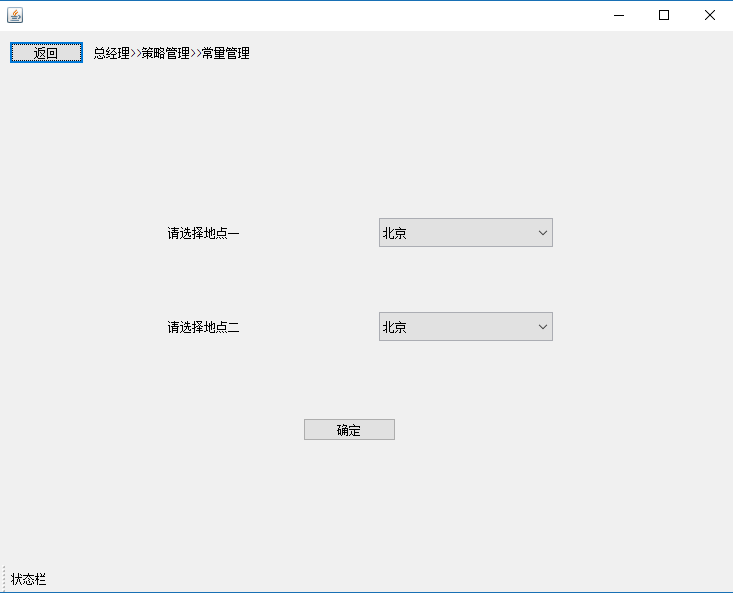 返回 总经理>>策略管理>>常量管理
请选择地点一 北京
请选择地点二 北京
确定
状态栏